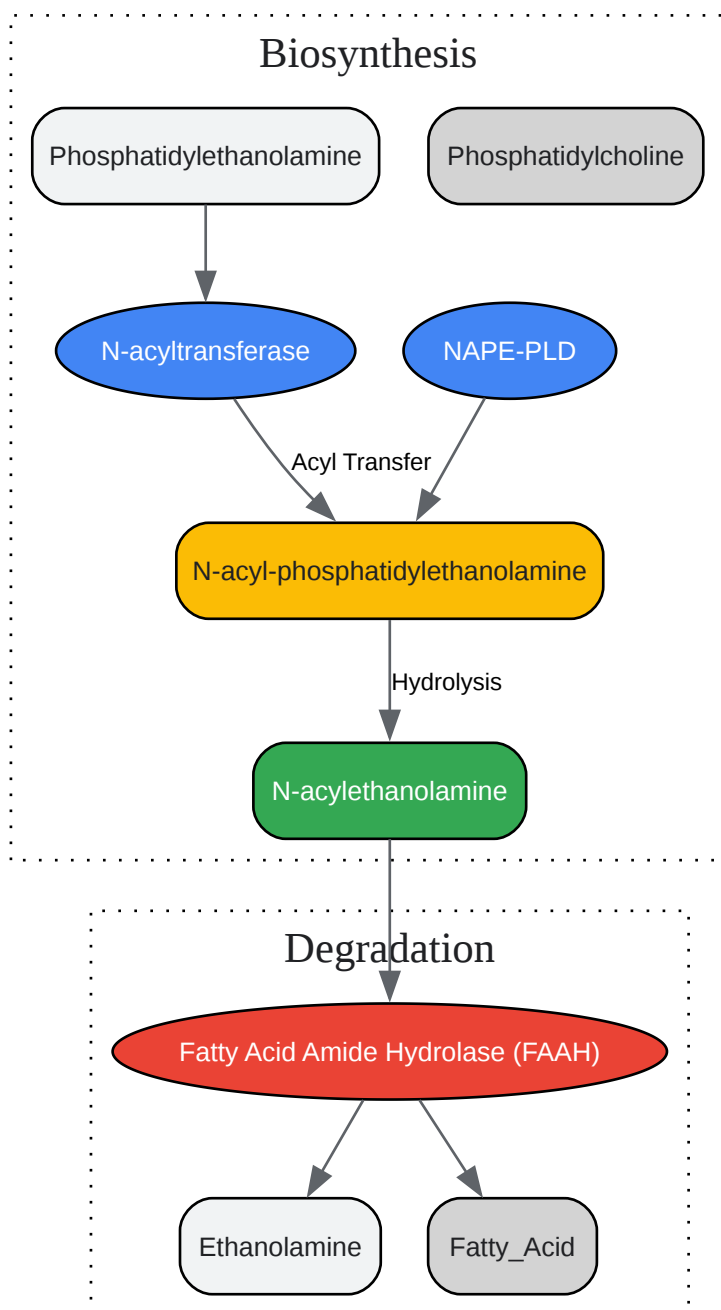 Biosynthesis
Phosphatidylethanolamine
Phosphatidylcholine
N-acyltransferase
NAPE-PLD
Acyl Transfer
N-acyl-phosphatidylethanolamine
Hydrolysis
N-acylethanolamine
Degradation
Fatty Acid Amide Hydrolase (FAAH)
Ethanolamine
Fatty_Acid